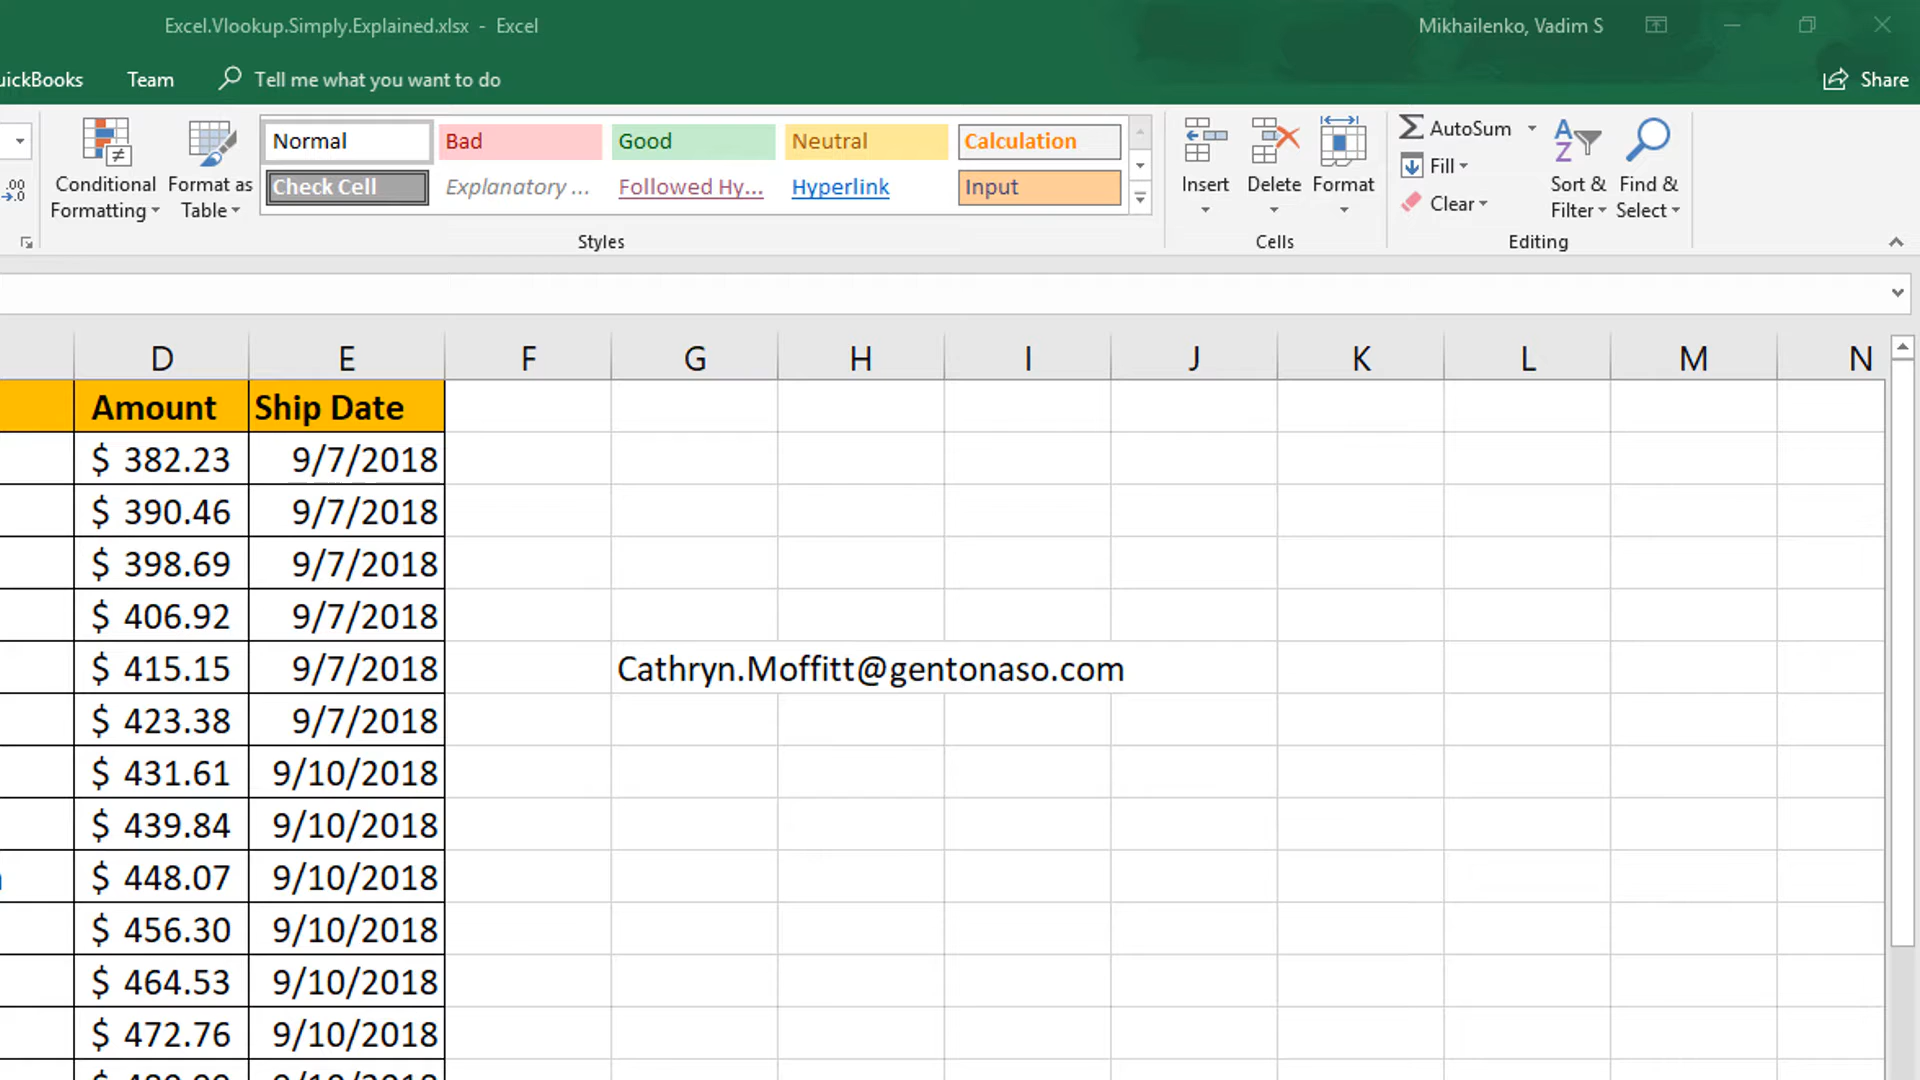 Excel.Vlookup.Simply.Explained.xlsx - Excel
Mikhailenko, Vadim S
uickBooks Team Tell me what you want to do
Share
Conditional Formatting
Format as Table
Normal Bad Good Neutral Calculation
Check Cell Explanatory ... Followed Hy... Hyperlink Input
Styles
Insert Delete Format
Cells
AutoSum
Fill
Clear
Sort & Filter
Find & Select
Editing
.00
.0
D E F G H I J K L M N
Amount Ship Date
$ 382.23 9/7/2018
$ 390.46 9/7/2018
$ 398.69 9/7/2018
$ 406.92 9/7/2018
$ 415.15 9/7/2018 Cathryn.Moffitt@gentonaso.com
$ 423.38 9/7/2018
$ 431.61 9/10/2018
$ 439.84 9/10/2018
$ 448.07 9/10/2018
$ 456.30 9/10/2018
$ 464.53 9/10/2018
$ 472.76 9/10/2018